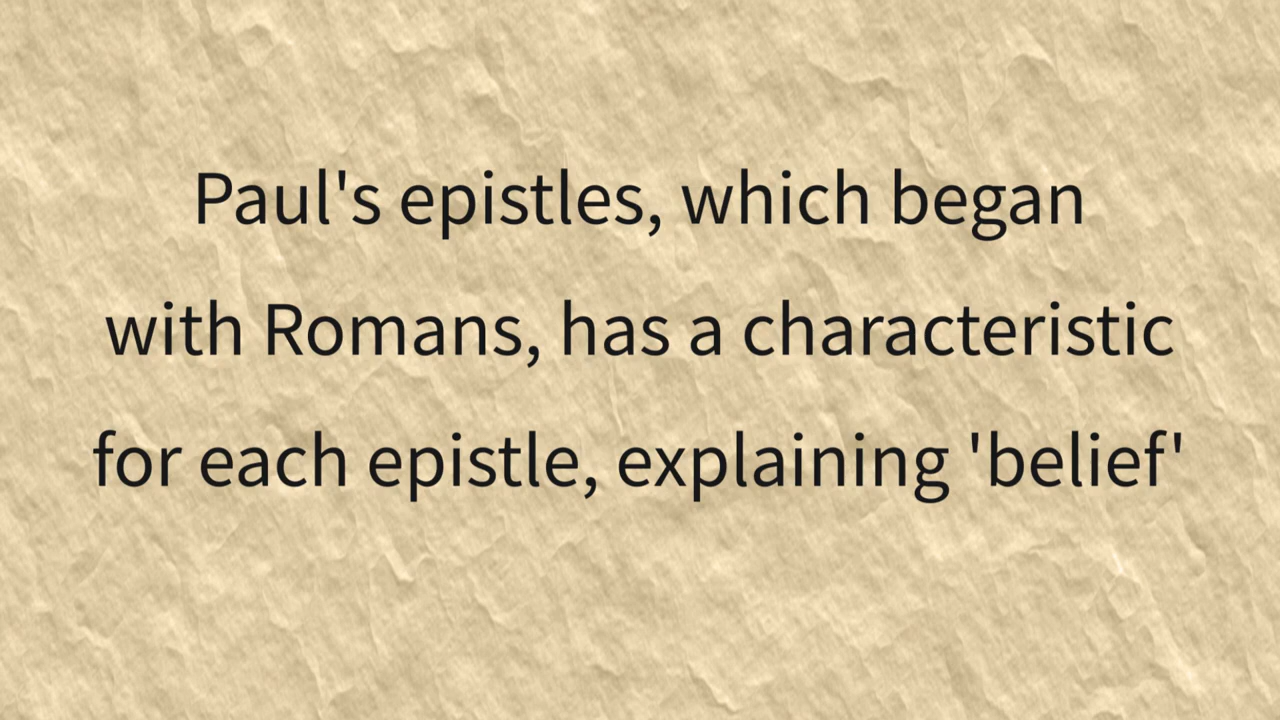 Paul's epistles, which began
with Romans, has a characteristic
for each epistle, explaining 'belief'